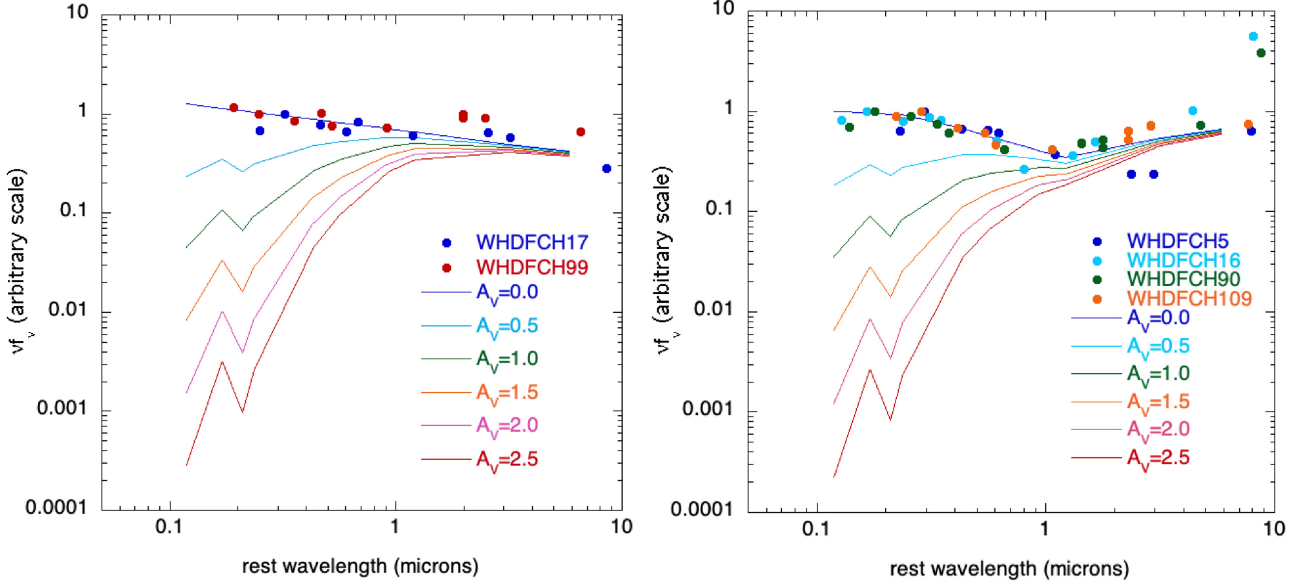 10
1
0.1
0.01
0.001
0.0001
νf_ν (arbitrary scale)
WHDFCH17
WHDFCH99
A_V=0.0
A_V=0.5
A_V=1.0
A_V=1.5
A_V=2.0
A_V=2.5
0.1 1 10
rest wavelength (microns)
10
1
0.1
0.01
0.001
0.0001
νf_ν (arbitrary scale)
WHDFCH5
WHDFCH16
WHDFCH90
WHDFCH109
A_V=0.0
A_V=0.5
A_V=1.0
A_V=1.5
A_V=2.0
A_V=2.5
0.1 1 10
rest wavelength (microns)